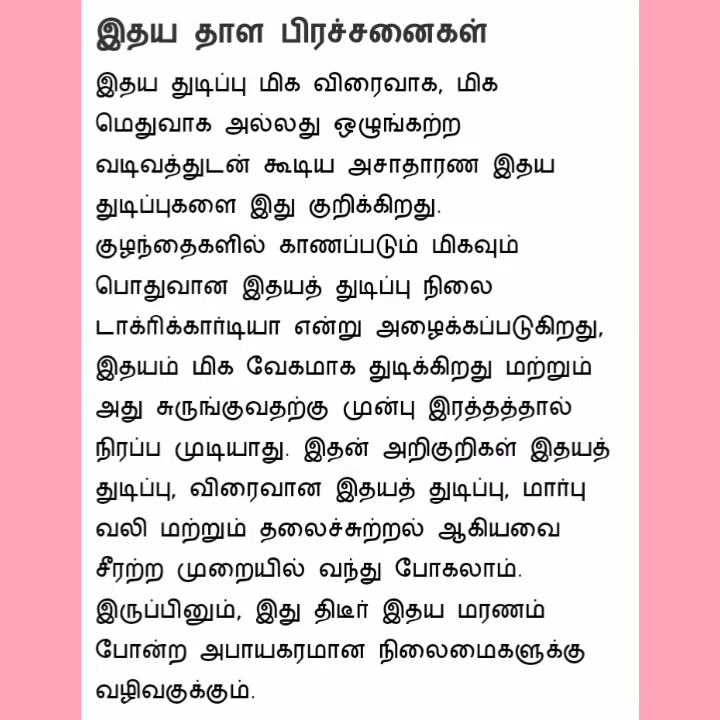 இதய தாள பிரச்சனைகள்
இதய துடிப்பு மிக விரைவாக, மிக
மெதுவாக அல்லது ஒழுங்கற்ற
வடிவத்துடன் கூடிய அசாதாரண இதய
துடிப்புகளை இது குறிக்கிறது.
குழந்தைகளில் காணப்படும் மிகவும்
பொதுவான இதயத் துடிப்பு நிலை
டாக்ரிக்கார்டியா என்று அழைக்கப்படுகிறது,
இதயம் மிக வேகமாக துடிக்கிறது மற்றும்
அது சுருங்குவதற்கு முன்பு இரத்தத்தால்
நிரப்ப முடியாது. இதன் அறிகுறிகள் இதயத்
துடிப்பு, விரைவான இதயத் துடிப்பு, மார்பு
வலி மற்றும் தலைச்சுற்றல் ஆகியவை
சீரற்ற முறையில் வந்து போகலாம்.
இருப்பினும், இது திடீர் இதய மரணம்
போன்ற அபாயகரமான நிலைமைகளுக்கு
வழிவகுக்கும்.